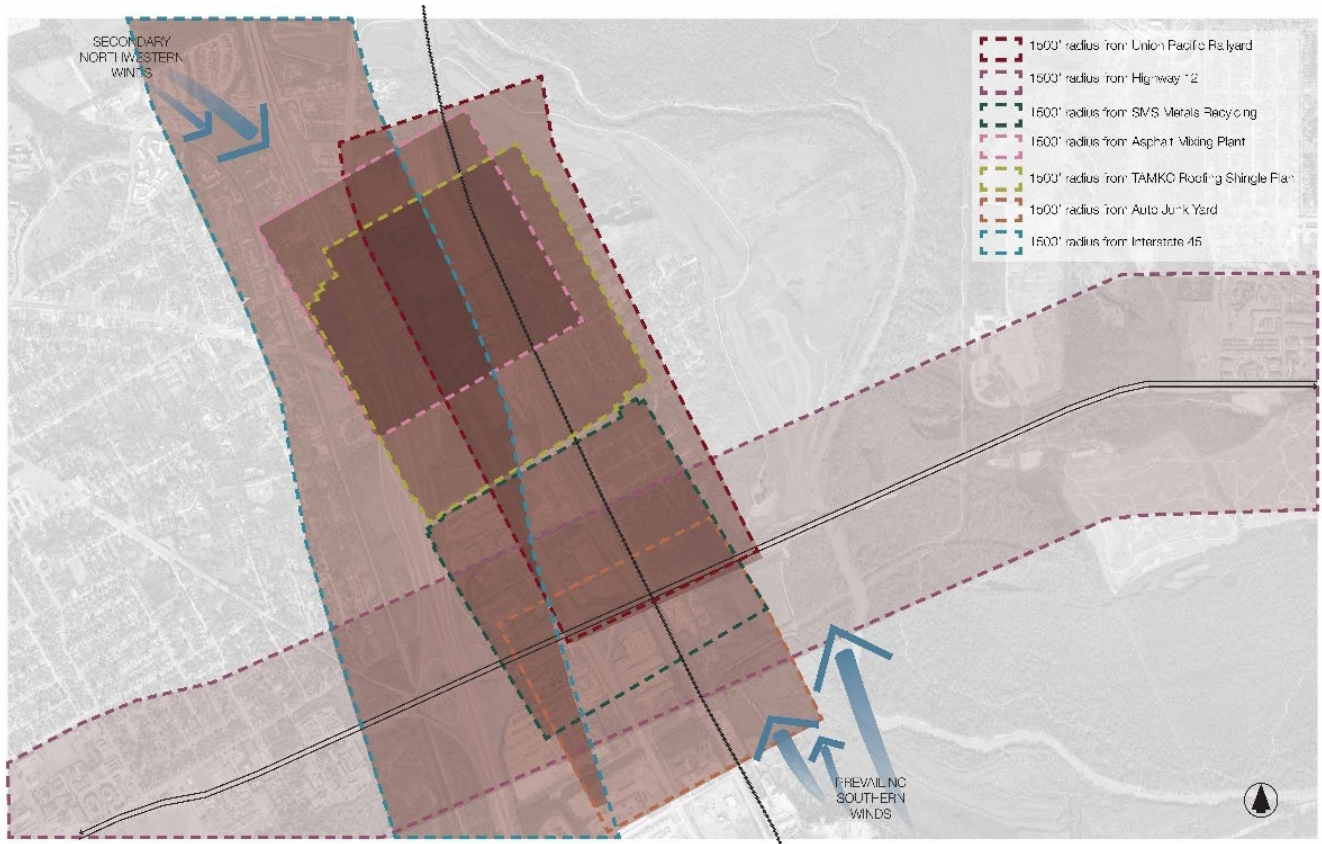 SECONDARY
NORTHWESTERN
WINDS
1500' radius from Union Pacific Railyard
1500' radius from Highway 12
1500' radius from SMS Metals Recycling
1500' radius from Asphalt Mixing Plant
1500' radius from TAMKO Roofing Shingle Plan
1500' radius from Auto Junk Yard
1500' radius from Interstate 45
PREVAILING
SOUTHERN
WINDS